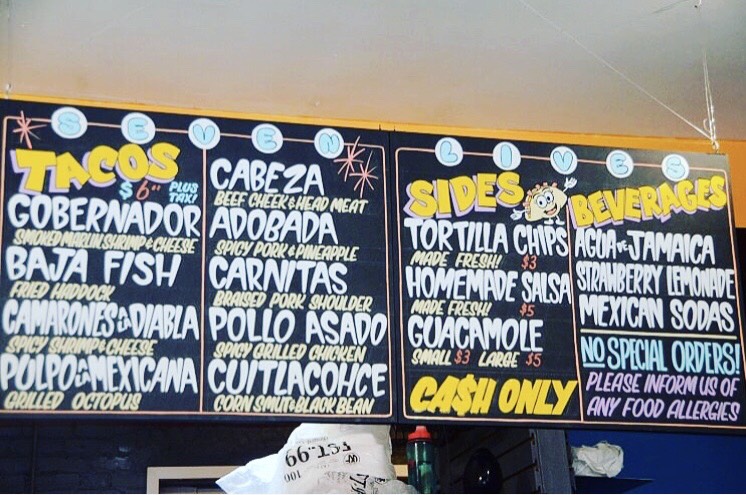 SEVEN LIVES
TACOS
$6⁰⁰ PLUS TAX!
GOBERNADOR
SMOKED MARLIN SHRIMP & CHEESE
BAJA FISH
FRIED HADDOCK
CAMARONES A LA DIABLA
SPICY SHRIMP & CHEESE
PULPO A LA MEXICANA
GRILLED OCTOPUS
CABEZA
BEEF CHEEK & HEAD MEAT
ADOBADA
SPICY PORK & PINEAPPLE
CARNITAS
BRAISED PORK SHOULDER
POLLO ASADO
SPICY GRILLED CHICKEN
CUITLACOHCE
CORN SMUT & BLACK BEAN
SIDES
TORTILLA CHIPS
MADE FRESH! $3
HOMEMADE SALSA
MADE FRESH! $5
GUACAMOLE
SMALL $3 LARGE $5
CA$H ONLY
BEVERAGES
AGUA DE JAMAICA
STRAWBERRY LEMONADE
MEXICAN SODAS
NO SPECIAL ORDERS!
PLEASE INFORM US OF
ANY FOOD ALLERGIES